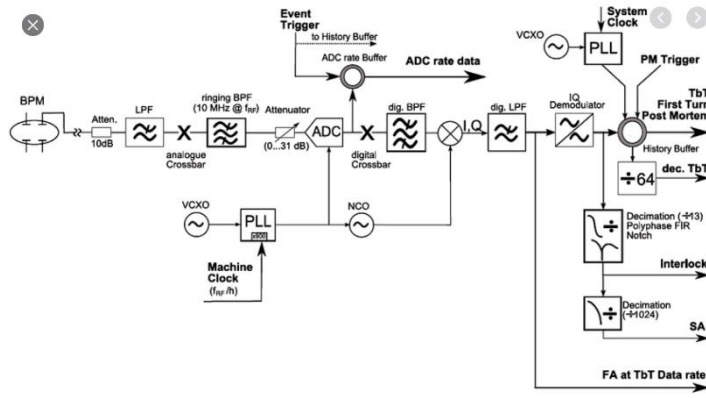 System
Clock
Event
Trigger
to History Buffer
VCXO
PLL
ADC rate Buffer
ADC rate data
PM Trigger
BPM
Atten.
10dB
LPF
analogue
Crossbar
ringing BPF
(10 MHz @ fRF)
Attenuator
(0...31 dB)
ADC
digital
Crossbar
dig. BPF
I,Q
dig. LPF
IQ
Demodulator
TbT
First Turn
Post Mortem
History Buffer
÷64
dec. TbT
VCXO
PLL
x500
NCO
Machine
Clock
(fRF/h)
Decimation (÷13)
Polyphase FIR
Notch
Interlock
Decimation
(÷1024)
SA
FA at TbT Data rate